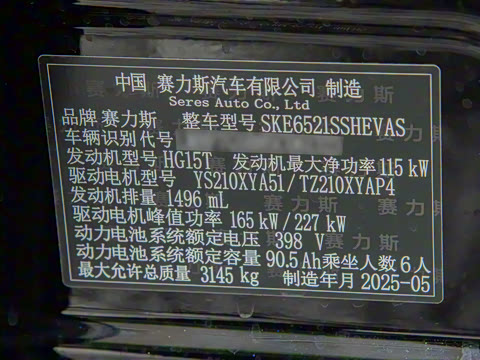 中国 赛力斯汽车有限公司 制造
Seres Auto Co., Ltd
品牌 赛力斯 整车型号 SKE6521SSHEVAS
车辆识别代号
发动机型号 HG15T 发动机最大净功率 115 kW
驱动电机型号 YS210XYA51/TZ210XYAP4
发动机排量 1496 mL
驱动电机峰值功率 165 kW/227 kW
动力电池系统额定电压 398 V
动力电池系统额定容量 90.5 Ah 乘坐人数 6人
最大允许总质量 3145 kg 制造年月 2025-05